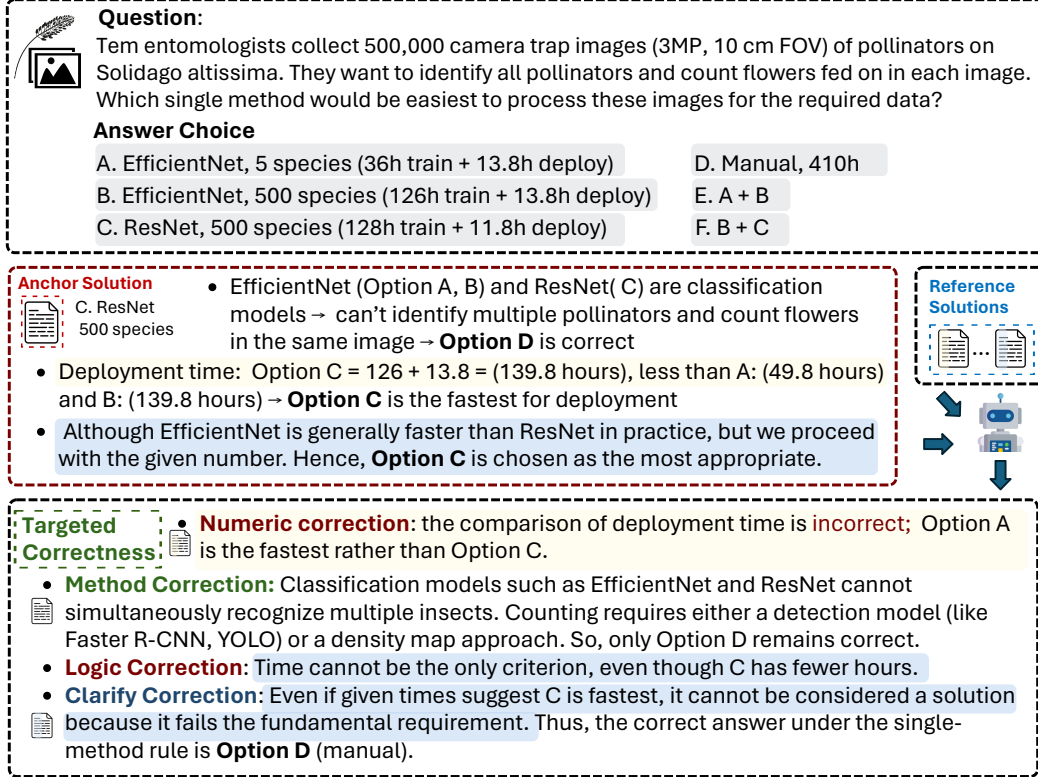 Question:
Tem entomologists collect 500,000 camera trap images (3MP, 10 cm FOV) of pollinators on
Solidago altissima. They want to identify all pollinators and count flowers fed on in each image.
Which single method would be easiest to process these images for the required data?
Answer Choice
A. EfficientNet, 5 species (36h train + 13.8h deploy)
B. EfficientNet, 500 species (126h train + 13.8h deploy)
C. ResNet, 500 species (128h train + 11.8h deploy)
D. Manual, 410h
E. A + B
F. B + C
Anchor Solution
C. ResNet
500 species
• EfficientNet (Option A, B) and ResNet( C) are classification
models→ can't identify multiple pollinators and count flowers
in the same image→Option D is correct
• Deployment time: Option C = 126 + 13.8 = (139.8 hours), less than A: (49.8 hours)
and B: (139.8 hours)→Option C is the fastest for deployment
• Although EfficientNet is generally faster than ResNet in practice, but we proceed
with the given number. Hence, Option C is chosen as the most appropriate.
Reference
Solutions
...
Targeted
Correctness
• Numeric correction: the comparison of deployment time is incorrect; Option A
is the fastest rather than Option C.
• Method Correction: Classification models such as EfficientNet and ResNet cannot
simultaneously recognize multiple insects. Counting requires either a detection model (like
Faster R-CNN, YOLO) or a density map approach. So, only Option D remains correct.
• Logic Correction: Time cannot be the only criterion, even though C has fewer hours.
• Clarify Correction: Even if given times suggest C is fastest, it cannot be considered a solution
because it fails the fundamental requirement. Thus, the correct answer under the single-
method rule is Option D (manual).